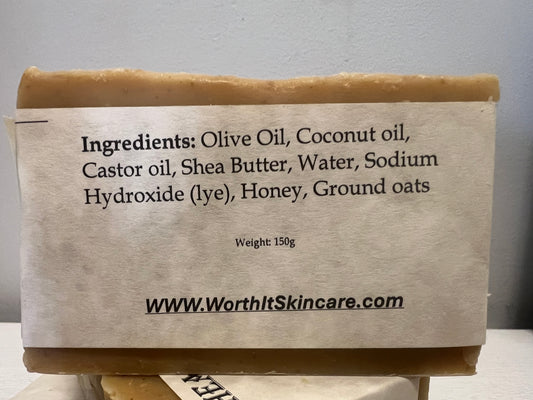 Ingredients: Olive Oil, Coconut oil,
Castor oil, Shea Butter, Water, Sodium
Hydroxide (lye), Honey, Ground oats
Weight: 150g
WWW.WorthItSkincare.com